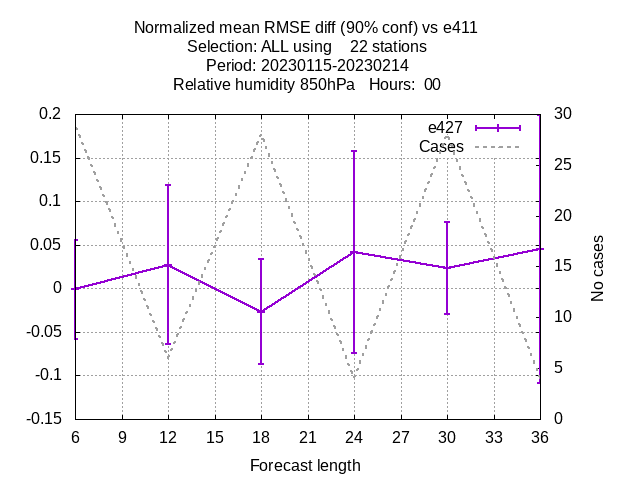 Normalized mean RMSE diff (90% conf) vs e411
Selection: ALL using    22 stations
Period: 20230115-20230214
Relative humidity 850hPa   Hours:  00
e427
Cases
0.2
0.15
0.1
0.05
0
-0.05
-0.1
-0.15
30
25
20
15
10
5
0
No cases
6 9 12 15 18 21 24 27 30 33 36
Forecast length